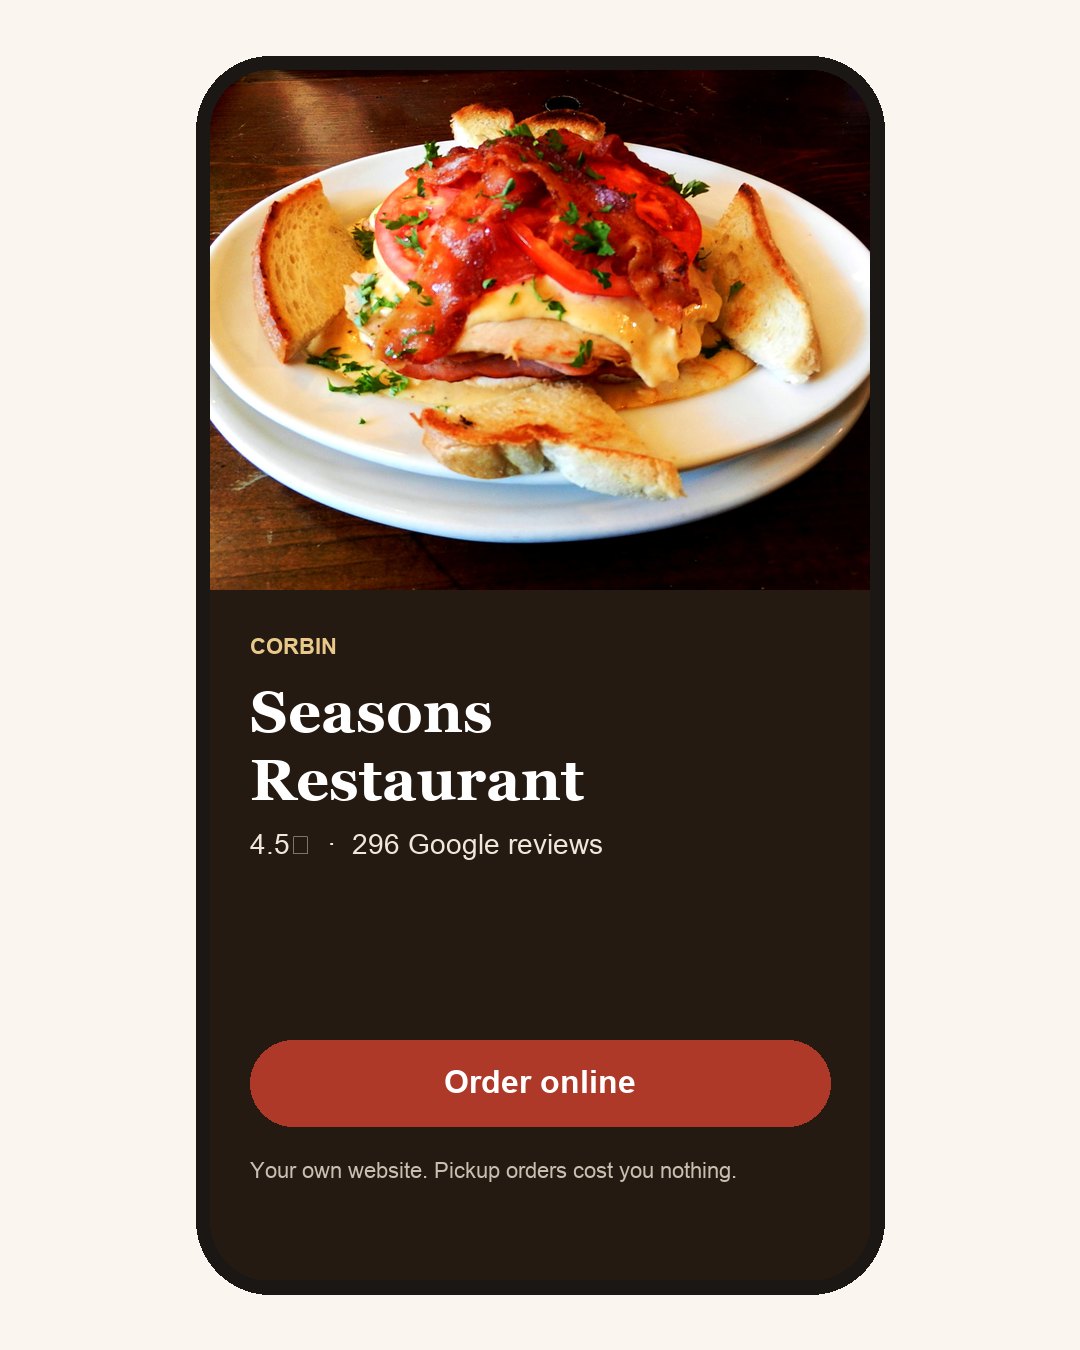 CORBIN
Seasons
Restaurant
4.5□ · 296 Google reviews
Order online
Your own website. Pickup orders cost you nothing.